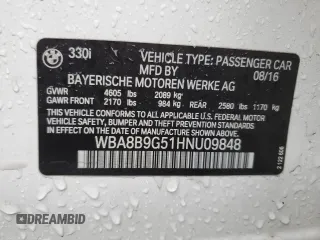 330i
VEHICLE TYPE: PASSENGER CAR
MFD BY 08/16
BAYERISCHE MOTOREN WERKE AG
GVWR 4605 lbs 2089 kg
GAWR FRONT 2170 lbs 984 kg REAR 2580 lbs 1170 kg
THIS VEHICLE CONFORMS TO ALL APPLICABLE
U.S. FEDERAL MOTOR VEHICLE
SAFETY, BUMPER, AND THEFT PREVENTION
STANDARDS IN EFFECT ON THE DATE OF
MANUFACTURE SHOWN ABOVE.
WBA8B9G51HNU09848
DREAMBID